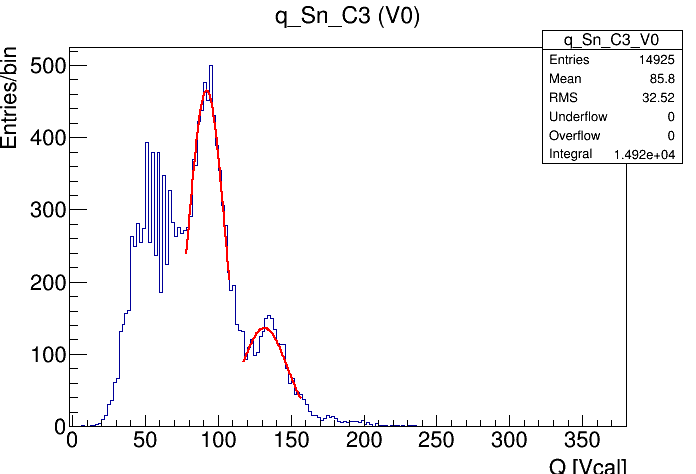 q_Sn_C3 (V0)
q_Sn_C3_V0
Entries 14925
Mean 85.8
RMS 32.52
Underflow 0
Overflow 0
Integral 1.492e+04
Entries/bin
500
400
300
200
100
0
0 50 100 150 200 250 300 350
Q [Vcal]